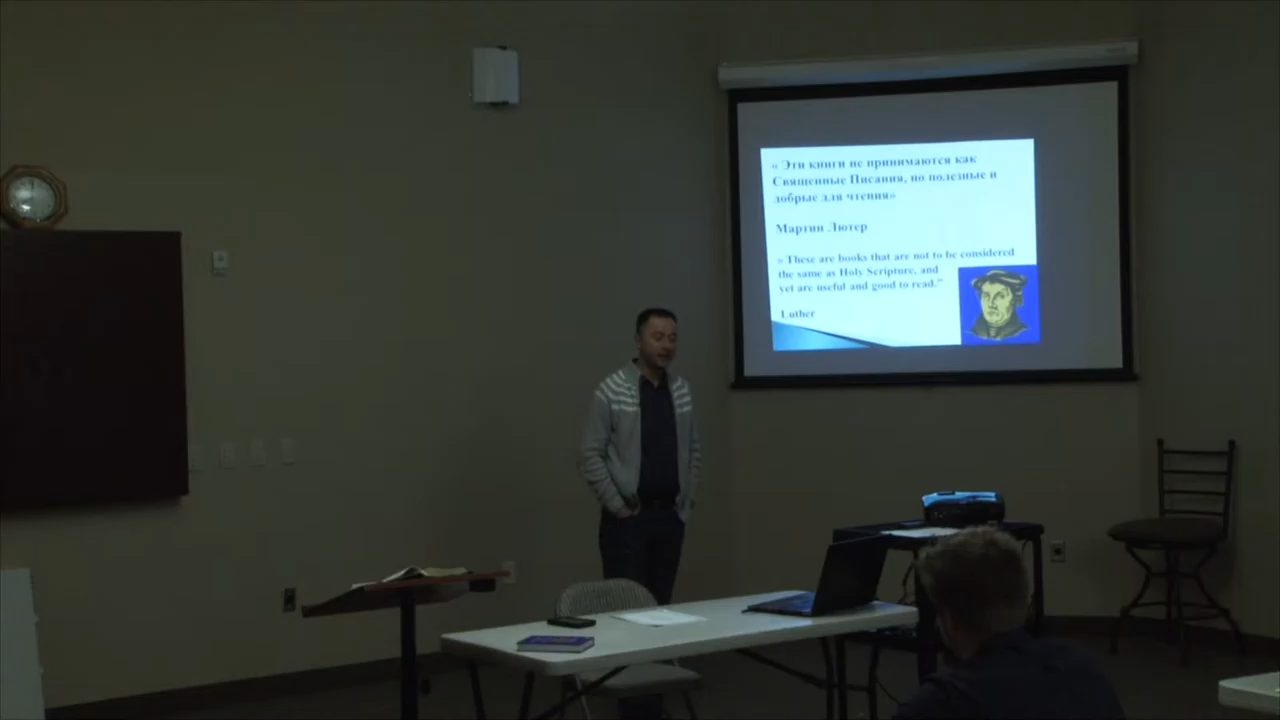 « Эти книги не принимаются как
Священные Писания, но полезные и
добрые для чтения»
Мартин Лютер
« These are books that are not to be considered
the same as Holy Scripture, and
yet are useful and good to read."
Luther